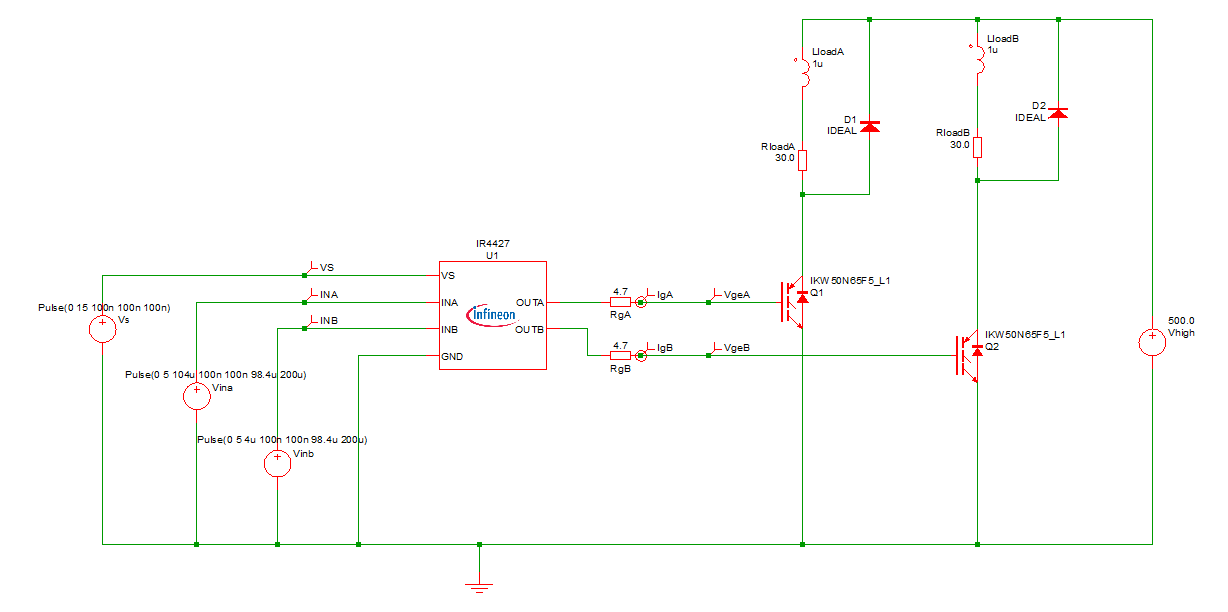 LloadB
1u
LloadA
1u
D2
IDEAL
D1
IDEAL
RloadB
30.0
RloadA
30.0
IR4427
U1
VS
VS
IKW50N65F5_L1
Q1
INA
4.7
IgA
VgeA
INA
OUTA
RgA
Pulse(0 15 100n 100n 100n)
Vs
infineon
INB
INB
OUTB
500.0
Vhigh
IKW50N65F5_L1
Q2
4.7
IgB
VgeB
GND
RgB
Pulse(0 5 104u 100n 100n 98.4u 200u)
Vina
Pulse(0 5 4u 100n 100n 98.4u 200u)
Vinb